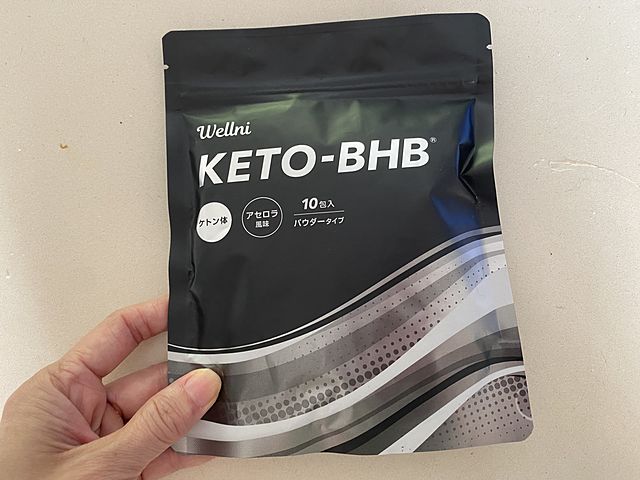 Wellni
KETO-BHB®
ケトン体
アセロラ
風味
10包入
パウダータイプ